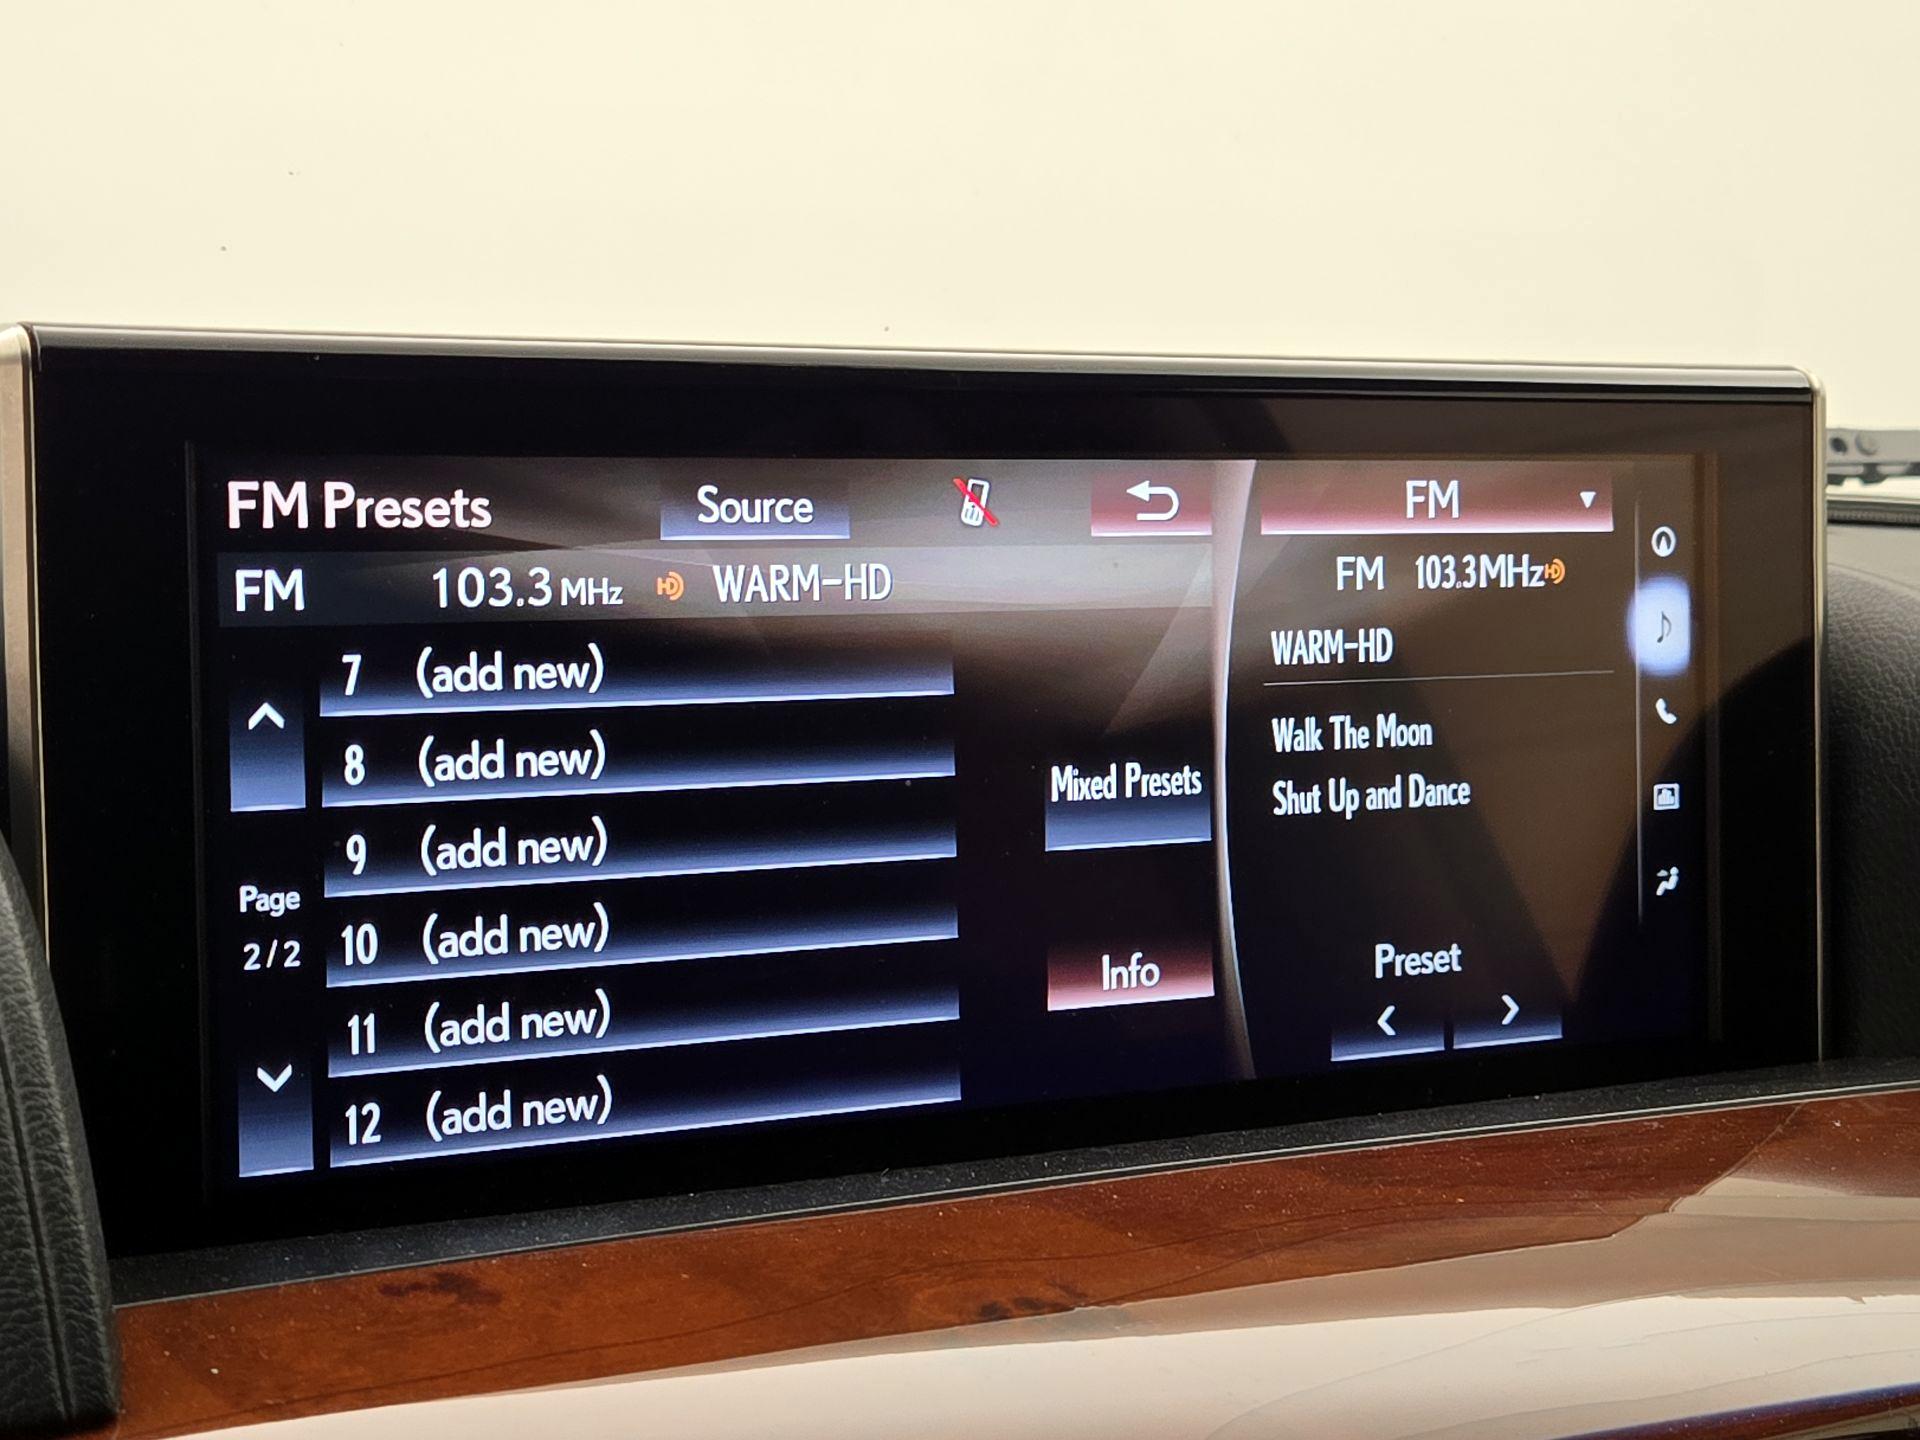 FM Presets
Source
FM 103.3 MHz HD WARM-HD
7 (add new)
8 (add new)
9 (add new)
10 (add new)
11 (add new)
12 (add new)
Page
2/2
Mixed Presets
Info
FM
FM 103.3MHz HD
WARM-HD
Walk The Moon
Shut Up and Dance
Preset